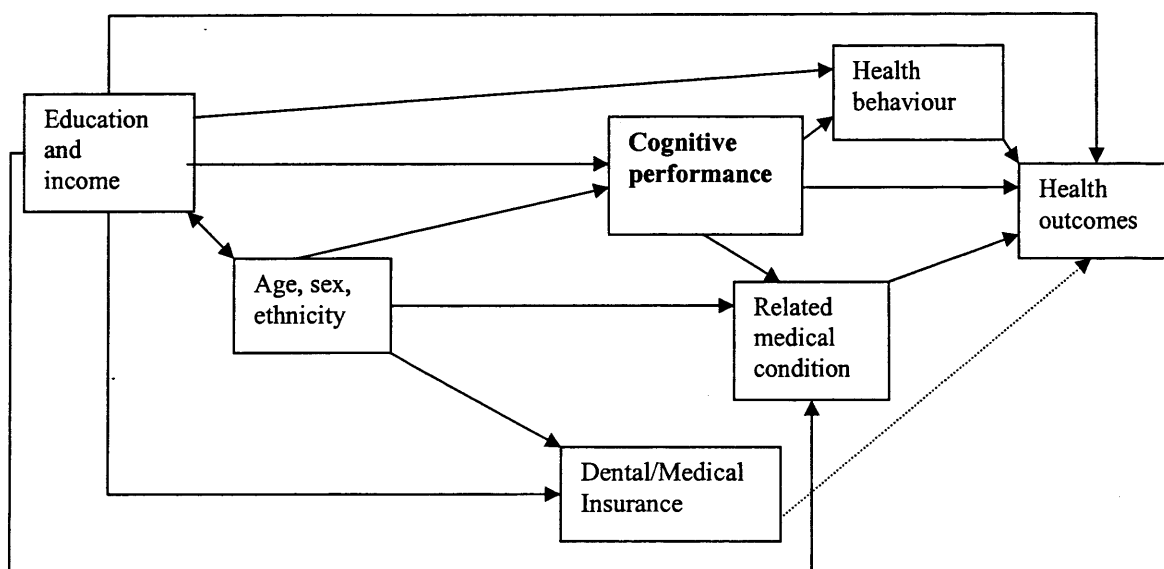 Education
and
income
Health
behaviour
Cognitive
performance
Health
outcomes
Age, sex,
ethnicity
Related
medical
condition
Dental/Medical
Insurance